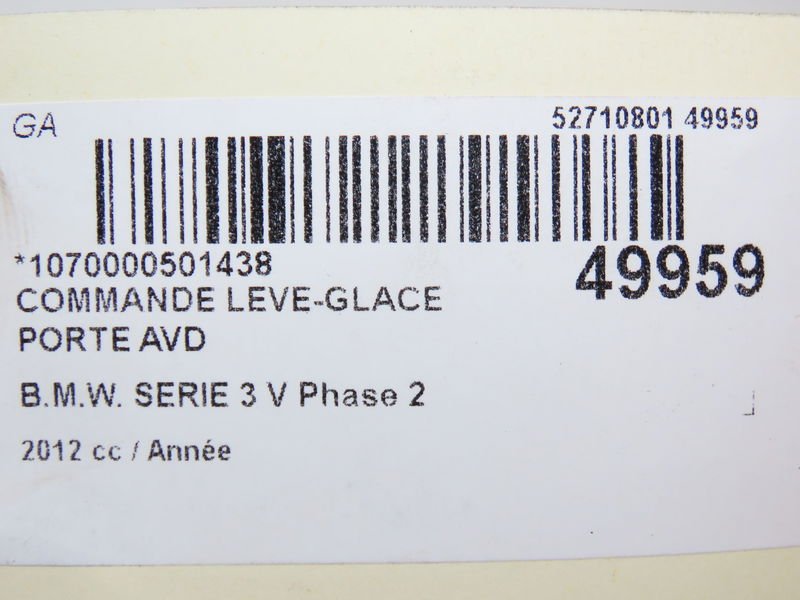 GA
52710801 49959
*1070000501438
49959
COMMANDE LEVE-GLACE
PORTE AVD
B.M.W. SERIE 3 V Phase 2
2012 cc / Année